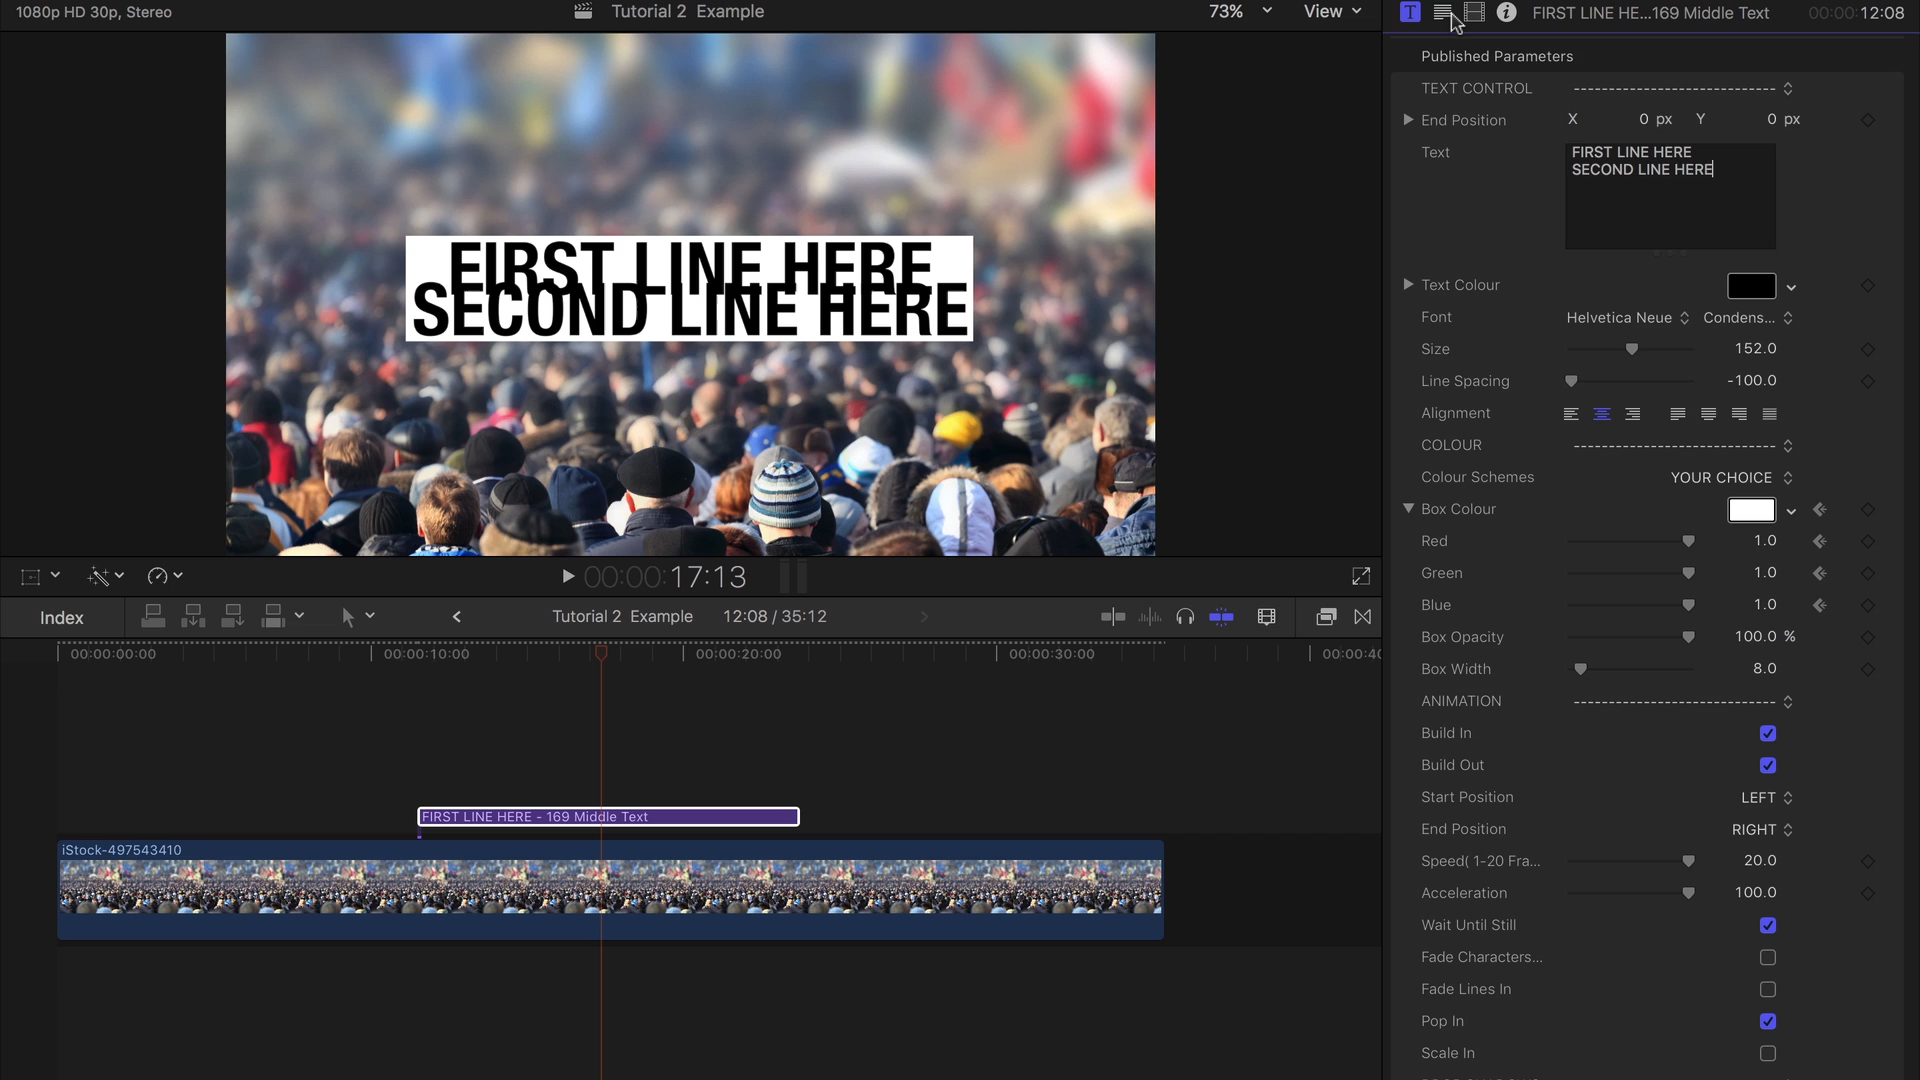 1080p HD 30p, Stereo
Tutorial 2 Example
73%
View
T
i
FIRST LINE HE...169 Middle Text
00:00:12:08
Published Parameters
TEXT CONTROL
End Position X 0 px Y 0 px
Text
FIRST LINE HERE
SECOND LINE HERE
Text Colour
Font Helvetica Neue Condens...
Size 152.0
Line Spacing -100.0
Alignment
COLOUR
Colour Schemes YOUR CHOICE
Box Colour
Red 1.0
Green 1.0
Blue 1.0
Box Opacity 100.0 %
Box Width 8.0
ANIMATION
Build In
Build Out
Start Position LEFT
End Position RIGHT
Speed( 1-20 Fra... 20.0
Acceleration 100.0
Wait Until Still
Fade Characters...
Fade Lines In
Pop In
Scale In
FIRST LINE HERE
SECOND LINE HERE
00:00:17:13
Index
Tutorial 2 Example
12:08 / 35:12
00:00:00:00
00:00:10:00
00:00:20:00
00:00:30:00
00:00:40
FIRST LINE HERE - 169 Middle Text
iStock-497543410